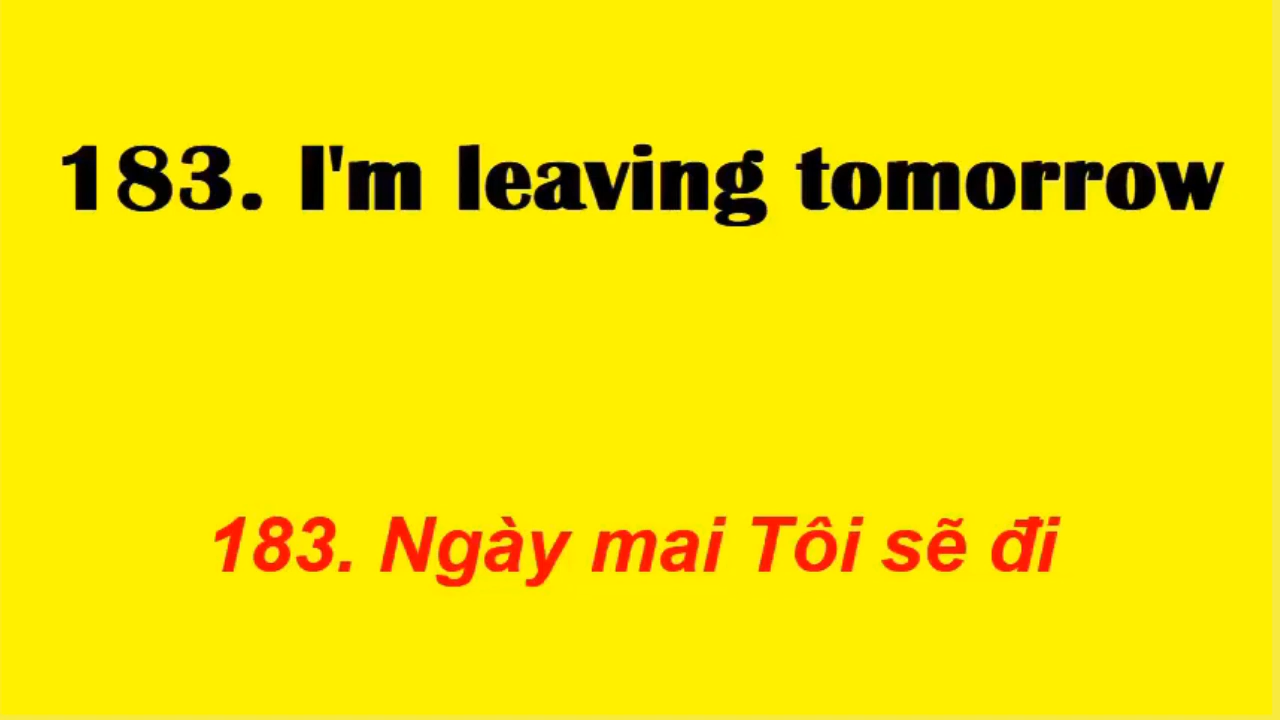 183. I'm leaving tomorrow
183. Ngày mai Tôi sẽ đi